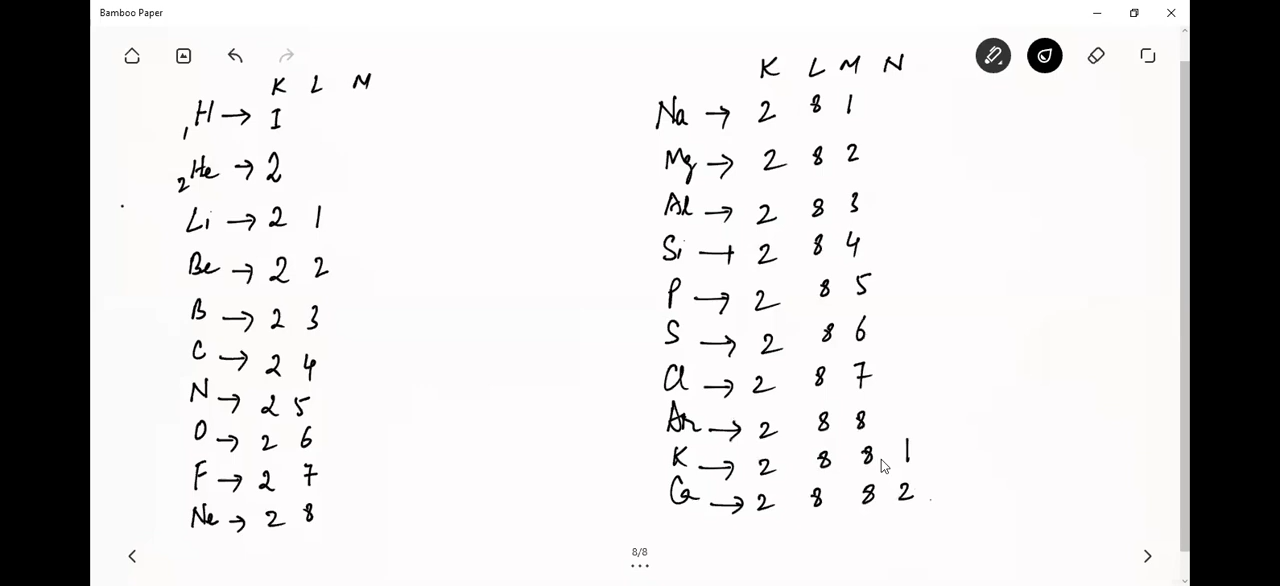 Bamboo Paper
K L M
1H → 1
2He → 2
Li → 2 1
Be → 2 2
B → 2 3
C → 2 4
N → 2 5
O → 2 6
F → 2 7
Ne → 2 8
K L M N
Na → 2 8 1
Mg → 2 8 2
Al → 2 8 3
Si → 2 8 4
P → 2 8 5
S → 2 8 6
Cl → 2 8 7
Ar → 2 8 8
K → 2 8 8 1
Ca → 2 8 8 2
8/8